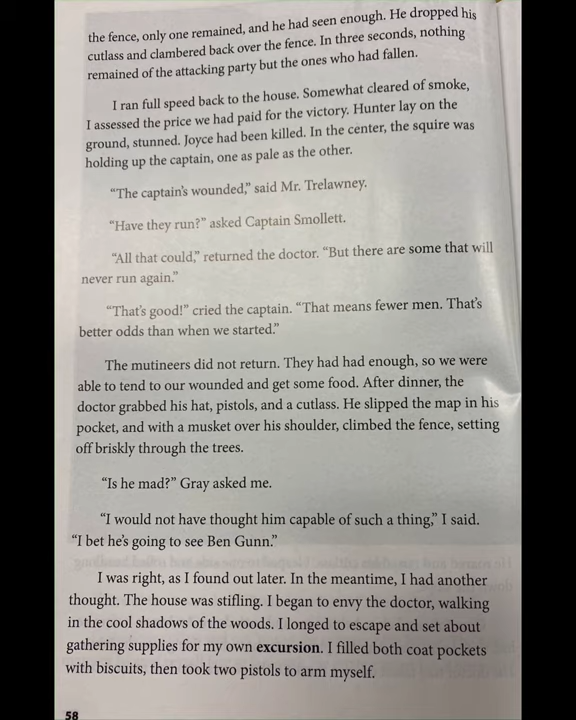 the fence, only one remained, and he had seen enough. He dropped his
cutlass and clambered back over the fence. In three seconds, nothing
remained of the attacking party but the ones who had fallen.
I ran full speed back to the house. Somewhat cleared of smoke,
I assessed the price we had paid for the victory. Hunter lay on the
ground, stunned. Joyce had been killed. In the center, the squire was
holding up the captain, one as pale as the other.
“The captain’s wounded,” said Mr. Trelawney.
“Have they run?” asked Captain Smollett.
“All that could,” returned the doctor. “But there are some that will
never run again.”
“That’s good!” cried the captain. “That means fewer men. That’s
better odds than when we started.”
The mutineers did not return. They had had enough, so we were
able to tend to our wounded and get some food. After dinner, the
doctor grabbed his hat, pistols, and a cutlass. He slipped the map in his
pocket, and with a musket over his shoulder, climbed the fence, setting
off briskly through the trees.
“Is he mad?” Gray asked me.
“I would not have thought him capable of such a thing,” I said.
“I bet he’s going to see Ben Gunn.”
I was right, as I found out later. In the meantime, I had another
thought. The house was stifling. I began to envy the doctor, walking
in the cool shadows of the woods. I longed to escape and set about
gathering supplies for my own excursion. I filled both coat pockets
with biscuits, then took two pistols to arm myself.
58